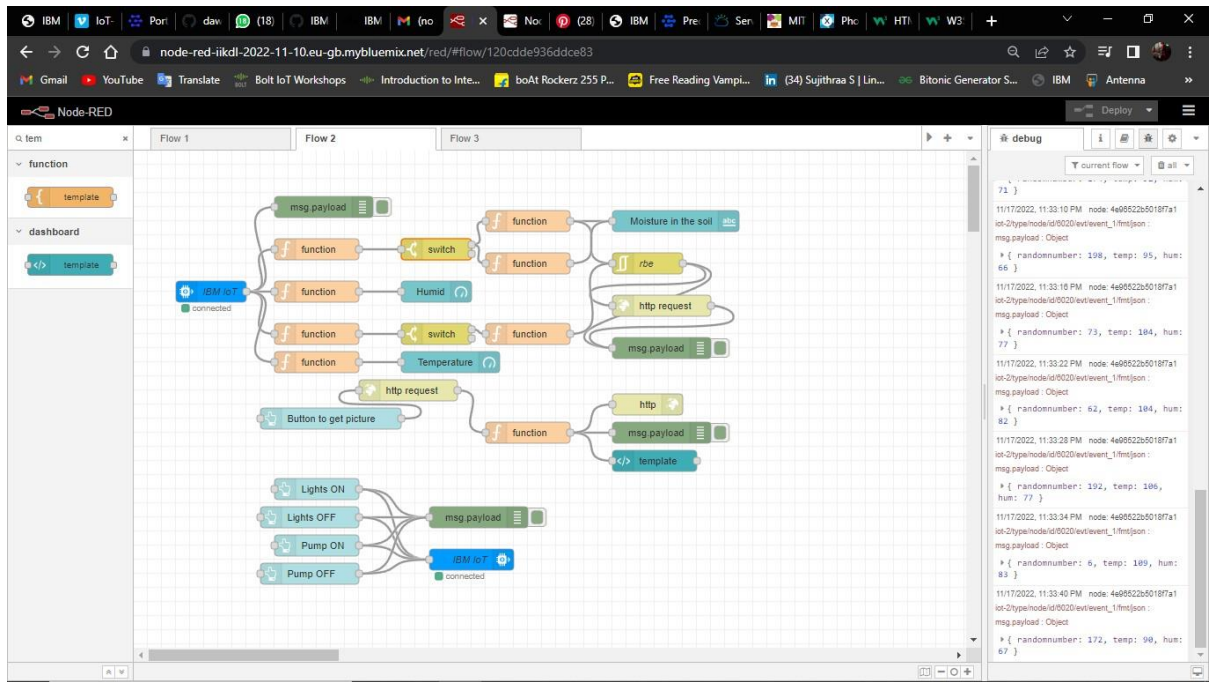 IBM
IoT-
Port
daw
(18)
IBM
IBM
(no
Noc
(28)
IBM
Pre
Sen
MIT
Pho
HTM
W3
node-red-iikdl-2022-11-10.eu-gb.mybluemix.net/red/#flow/120cdde936ddce83
Gmail
YouTube
Translate
Bolt IoT Workshops
Introduction to Inte...
boAt Rockerz 255 P...
Free Reading Vampi...
(34) Sujithraa S | Lin...
Bitonic Generator S...
IBM
Antenna
»
Node-RED
Deploy
tem
Flow 1
Flow 2
Flow 3
debug
function
template
dashboard
template
current flow
all
msg.payload
function
Moisture in the soil
abc
function
switch
function
rbe
IBM IoT
connected
function
Humid
http request
function
switch
function
msg.payload
function
Temperature
http request
Button to get picture
http
function
msg.payload
template
Lights ON
Lights OFF
msg.payload
Pump ON
IBM IoT
connected
Pump OFF
71 }
11/17/2022, 11:33:10 PM node: 4e96522b5018f7a1
iot-2/type/node/id/6020/evt/event_1/fmt/json :
msg.payload : Object
{ randomnumber: 198, temp: 95, hum:
66 }
11/17/2022, 11:33:16 PM node: 4e96522b5018f7a1
iot-2/type/node/id/6020/evt/event_1/fmt/json :
msg.payload : Object
{ randomnumber: 73, temp: 104, hum:
77 }
11/17/2022, 11:33:22 PM node: 4e96522b5018f7a1
iot-2/type/node/id/6020/evt/event_1/fmt/json :
msg.payload : Object
{ randomnumber: 62, temp: 104, hum:
82 }
11/17/2022, 11:33:28 PM node: 4e96522b5018f7a1
iot-2/type/node/id/6020/evt/event_1/fmt/json :
msg.payload : Object
{ randomnumber: 192, temp: 106,
hum: 77 }
11/17/2022, 11:33:34 PM node: 4e96522b5018f7a1
iot-2/type/node/id/6020/evt/event_1/fmt/json :
msg.payload : Object
{ randomnumber: 6, temp: 109, hum:
83 }
11/17/2022, 11:33:40 PM node: 4e96522b5018f7a1
iot-2/type/node/id/6020/evt/event_1/fmt/json :
msg.payload : Object
{ randomnumber: 172, temp: 90, hum:
67 }